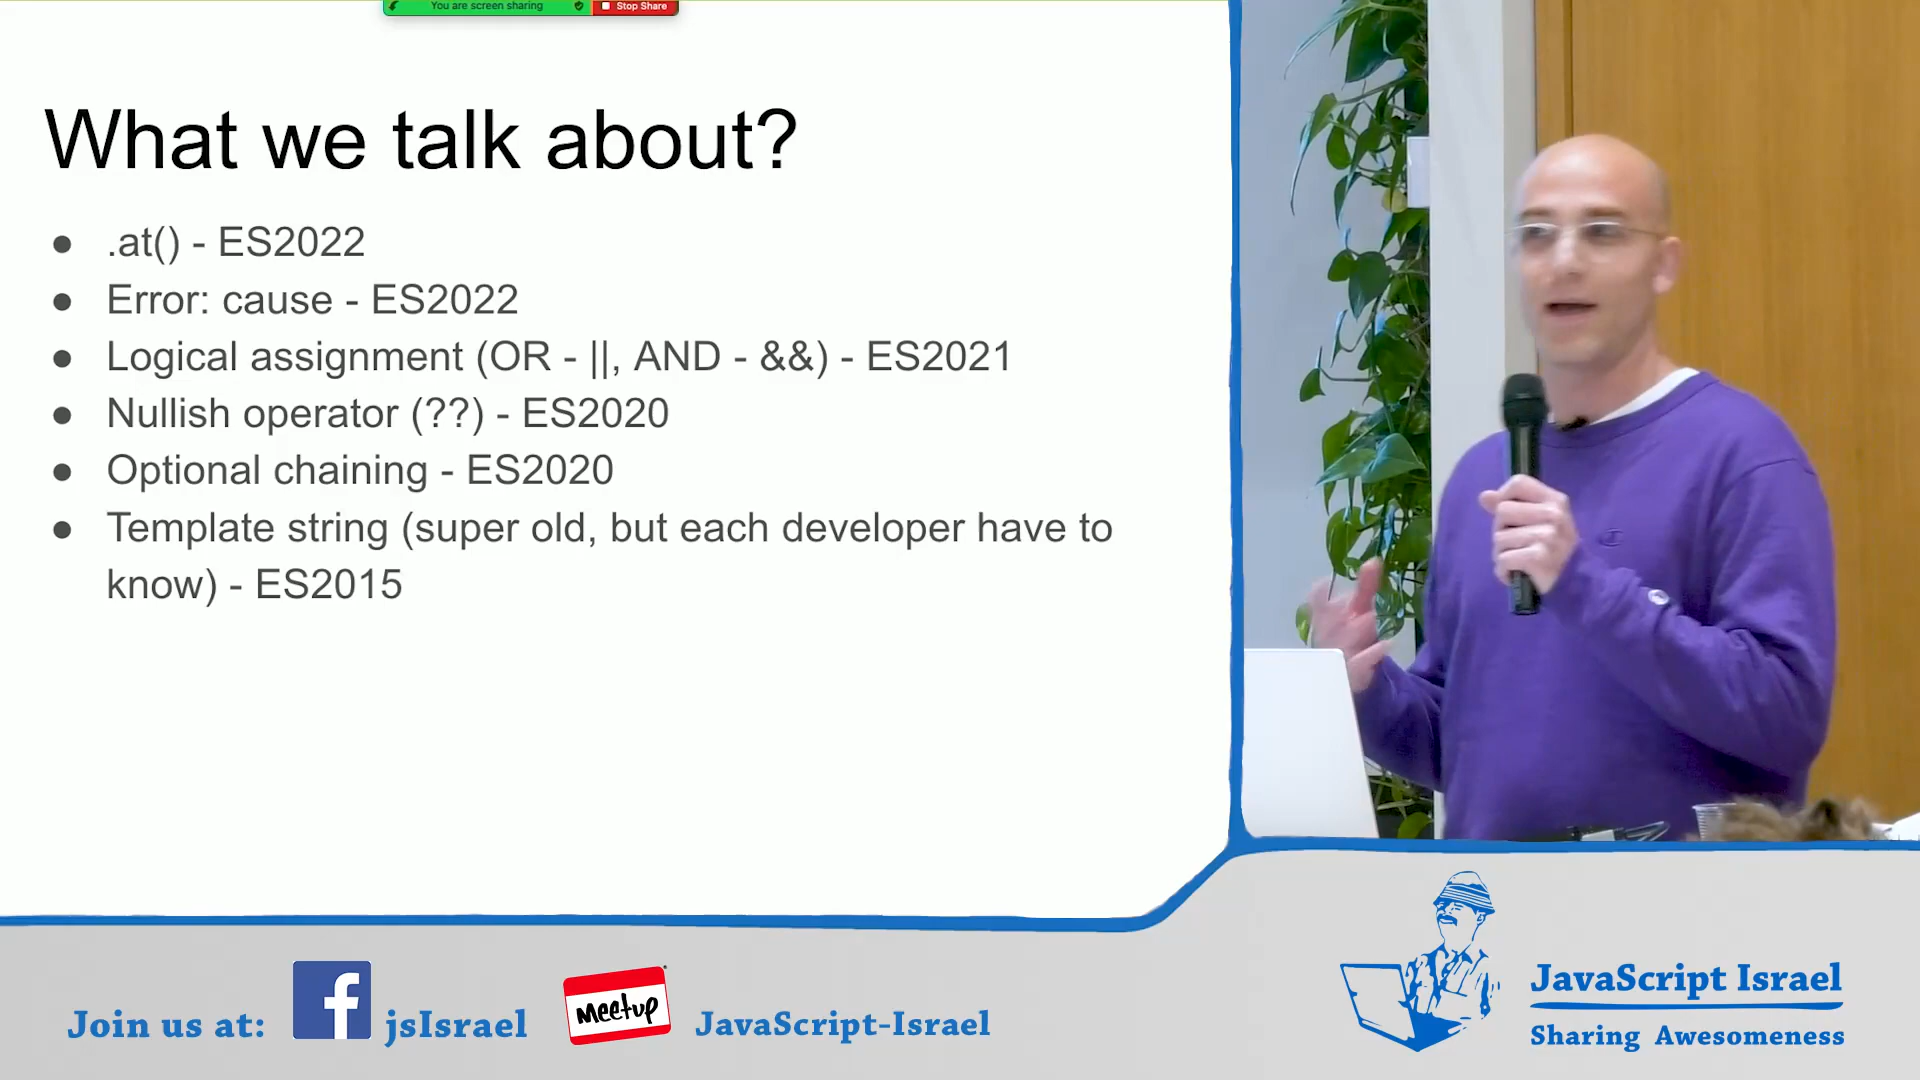 You are screen sharing
Stop Share
What we talk about?
● .at() - ES2022
● Error: cause - ES2022
● Logical assignment (OR - ||, AND - &&) - ES2021
● Nullish operator (??) - ES2020
● Optional chaining - ES2020
● Template string (super old, but each developer have to
know) - ES2015
Join us at:
f
jsIsrael
meetup
JavaScript-Israel
JavaScript Israel
Sharing Awesomeness